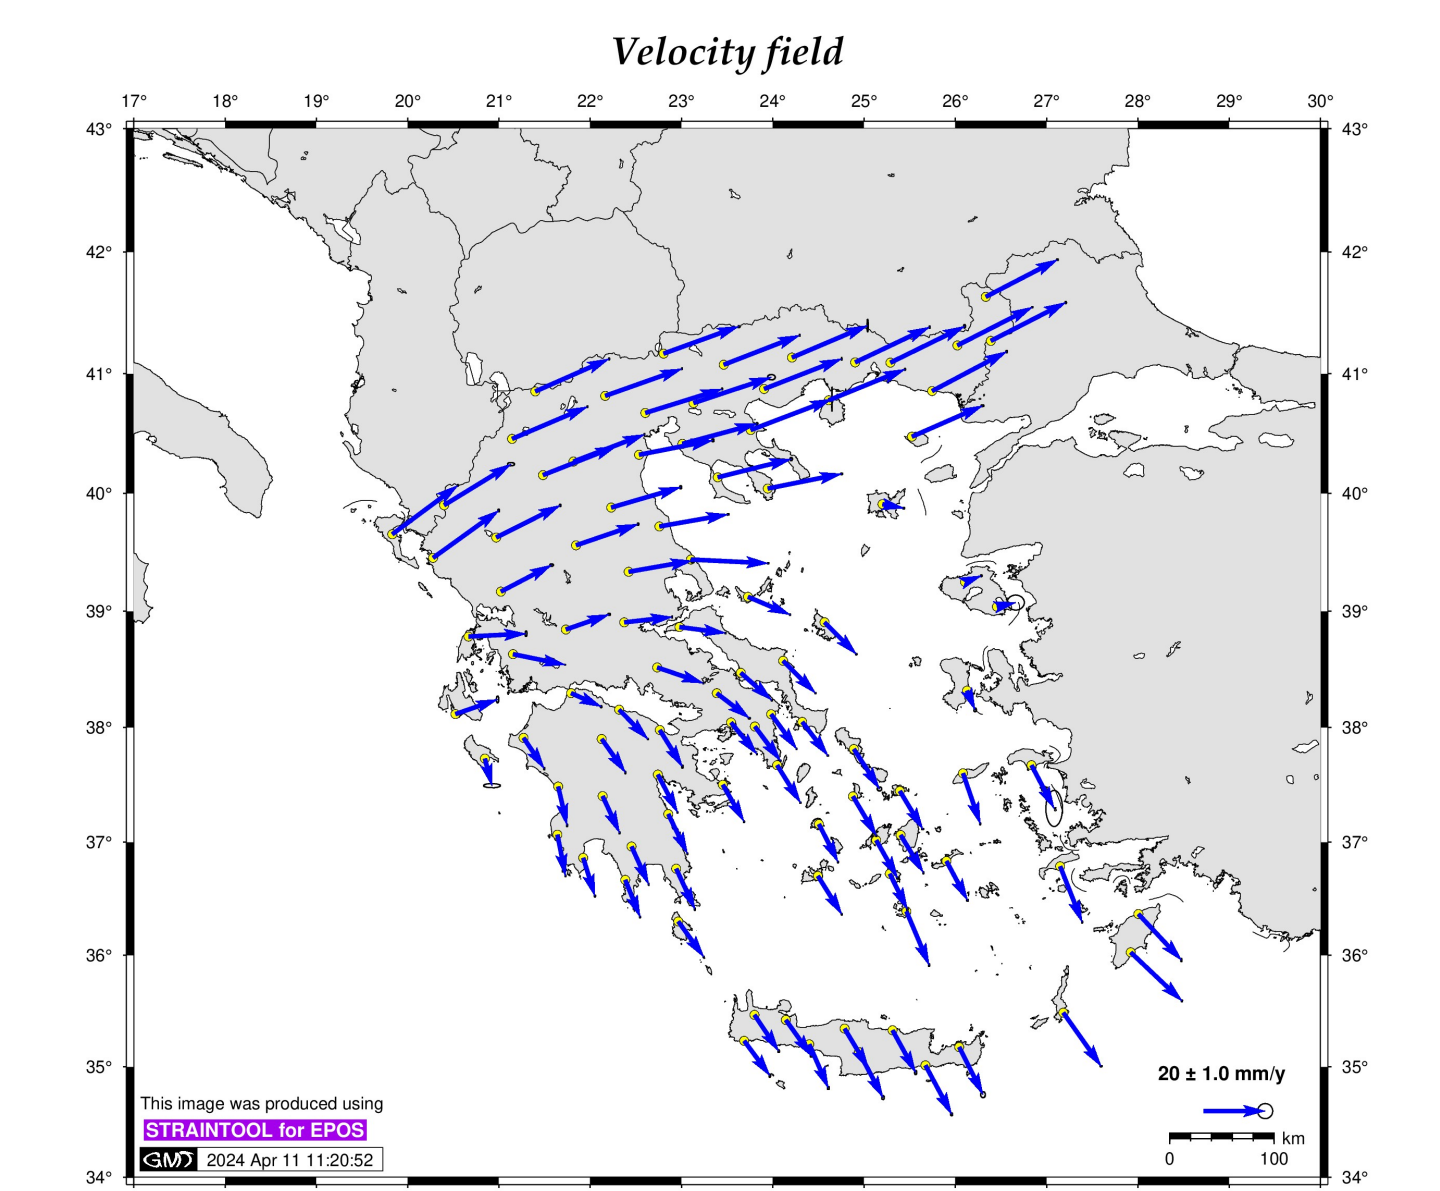 Velocity field
17° 18° 19° 20° 21° 22° 23° 24° 25° 26° 27° 28° 29° 30°
43° 43°
42° 42°
41° 41°
40° 40°
39° 39°
38° 38°
37° 37°
36° 36°
35° 35°
20 ± 1.0 mm/y
This image was produced using
STRAINTOOL for EPOS
km
GMT 2024 Apr 11 11:20:52
0 100
34° 34°